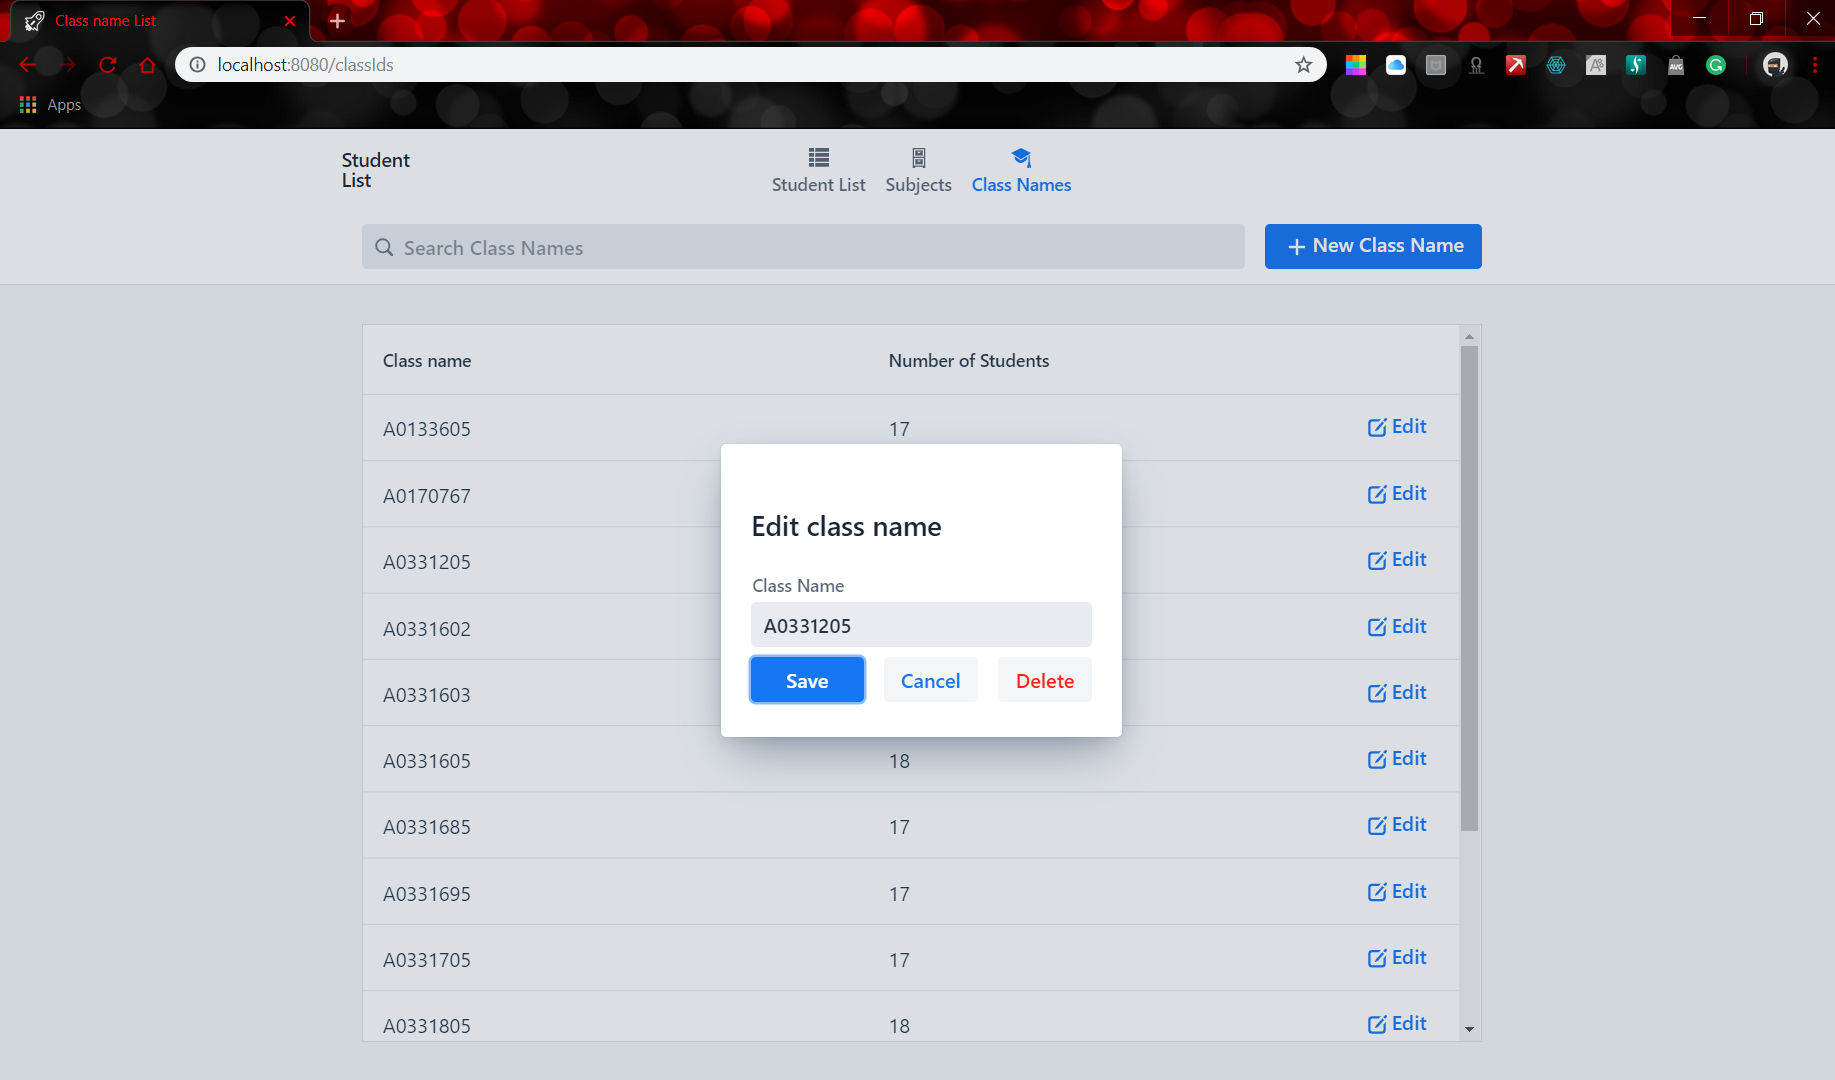 Class name List
localhost:8080/classIds
Apps
Student
List
Student List
Subjects
Class Names
Search Class Names
New Class Name
Class name
Number of Students
A0133605
17
Edit
A0170767
Edit
A0331205
Edit
A0331602
Edit
A0331603
Edit
A0331605
18
Edit
A0331685
17
Edit
A0331695
17
Edit
A0331705
17
Edit
A0331805
18
Edit
Edit class name
Class Name
A0331205
Save
Cancel
Delete